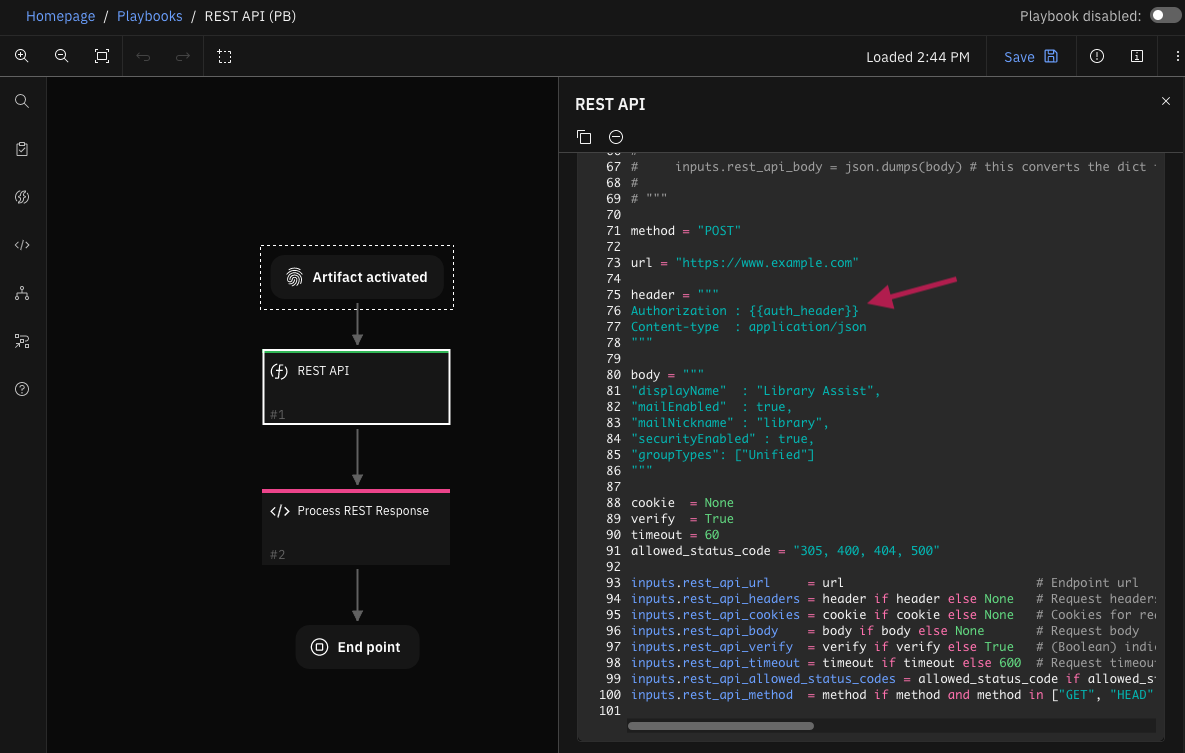 Homepage / Playbooks / REST API (PB)
Playbook disabled:
Loaded 2:44 PM
Save
REST API
Artifact activated
REST API
#1
Process REST Response
#2
End point
67 #     inputs.rest_api_body = json.dumps(body) # this converts the dict
68 #
69 # """
70
71 method = "POST"
72
73 url = "https://www.example.com"
74
75 header = """
76 Authorization : {{auth_header}}
77 Content-type  : application/json
78 """
79
80 body = """
81 "displayName"  : "Library Assist",
82 "mailEnabled"  : true,
83 "mailNickname" : "library",
84 "securityEnabled" : true,
85 "groupTypes": ["Unified"]
86 """
87
88 cookie  = None
89 verify  = True
90 timeout = 60
91 allowed_status_code = "305, 400, 404, 500"
92
93 inputs.rest_api_url     = url                          # Endpoint url
94 inputs.rest_api_headers = header if header else None   # Request headers
95 inputs.rest_api_cookies = cookie if cookie else None   # Cookies for
96 inputs.rest_api_body    = body if body else None       # Request body
97 inputs.rest_api_verify  = verify if verify else True   # (Boolean)
98 inputs.rest_api_timeout = timeout if timeout else 600  # Request
99 inputs.rest_api_allowed_status_codes = allowed_status_code if
100 inputs.rest_api_method  = method if method and method in ["GET", "HEAD"
101